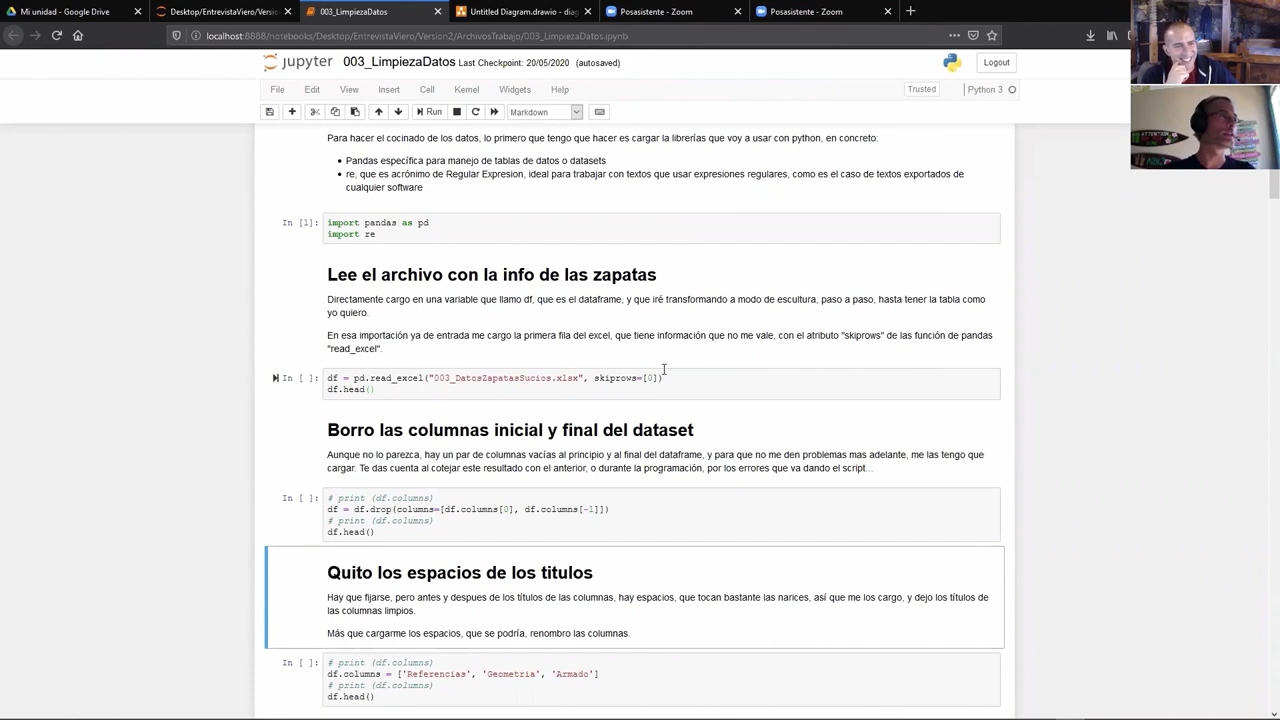 Mi unidad - Google Drive
Desktop/EntrevistaViero/Versio
003_LimpiezaDatos
Untitled Diagram.drawio - diag
Posasistente - Zoom
Posasistente - Zoom
localhost:8888/notebooks/Desktop/EntrevistaViero/Version2/ArchivosTrabajo/003_LimpiezaDatos.ipynb
jupyter 003_LimpiezaDatos Last Checkpoint: 20/05/2020 (autosaved)
Logout
File Edit View Insert Cell Kernel Widgets Help
Trusted
Python 3
Run
Markdown
Para hacer el cocinado de los datos, lo primero que tengo que hacer es cargar la librerías que voy a usar con python, en concreto:
• Pandas específica para manejo de tablas de datos o datasets
• re, que es acrónimo de Regular Expresion, ideal para trabajar con textos que usar expresiones regulares, como es el caso de textos exportados de
cualquier software
In [1]: import pandas as pd
import re
Lee el archivo con la info de las zapatas
Directamente cargo en una variable que llamo df, que es el dataframe, y que iré transformando a modo de escultura, paso a paso, hasta tener la tabla como
yo quiero.
En esa importación ya de entrada me cargo la primera fila del excel, que tiene información que no me vale, con el atributo "skiprows" de las función de pandas
"read_excel".
In [ ]: df = pd.read_excel("003_DatosZapatasSucios.xlsx", skiprows=[0])
df.head()
Borro las columnas inicial y final del dataset
Aunque no lo parezca, hay un par de columnas vacías al principio y al final del dataframe, y para que no me den problemas mas adelante, me las tengo que
cargar. Te das cuenta al cotejar este resultado con el anterior, o durante la programación, por los errores que va dando el script...
In [ ]: # print (df.columns)
df = df.drop(columns=[df.columns[0], df.columns[-1]])
# print (df.columns)
df.head()
Quito los espacios de los titulos
Hay que fijarse, pero antes y despues de los títulos de las columnas, hay espacios, que tocan bastante las narices, así que me los cargo, y dejo los títulos de
las columnas limpios.
Más que cargarme los espacios, que se podría, renombro las columnas.
In [ ]: # print (df.columns)
df.columns = ['Referencias', 'Geometria', 'Armado']
# print (df.columns)
df.head()